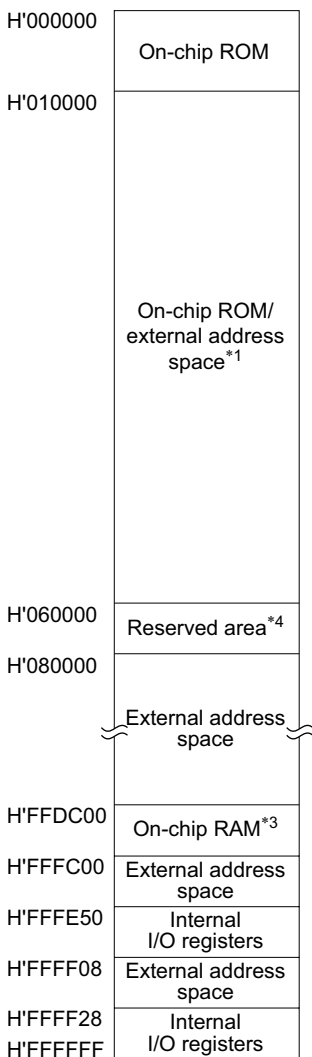 H'000000
On-chip ROM
H'010000
On-chip ROM/
external address
space*1
H'060000
Reserved area*4
H'080000
External address
space
H'FFDC00
On-chip RAM*3
H'FFFC00
External address
space
H'FFFE50
Internal
I/O registers
H'FFFF08
External address
space
H'FFFF28
Internal
I/O registers
H'FFFFFF